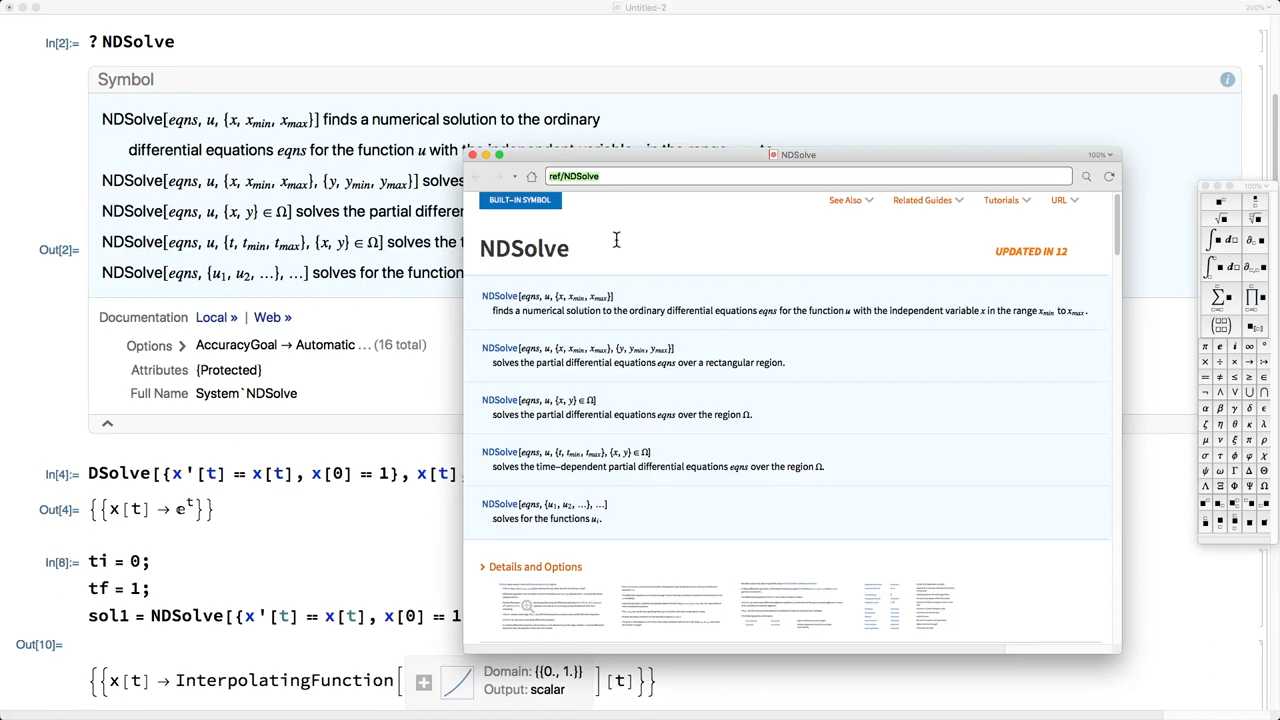 Untitled-2
200%
In[2]:= ? NDSolve
Symbol
NDSolve[eqns, u, {x, xmin, xmax}] finds a numerical solution to the ordinary
differential equations eqns for the function u with the independent variable
NDSolve[eqns, u, {x, xmin, xmax}, {y, ymin, ymax}] solves
NDSolve[eqns, u, {x, y} ∈ Ω] solves the partial differen
NDSolve[eqns, u, {t, tmin, tmax}, {x, y} ∈ Ω] solves the t
Out[2]=
NDSolve[eqns, {u1, u2, …}, …] solves for the function
Documentation Local » | Web »
Options AccuracyGoal → Automatic … (16 total)
Attributes {Protected}
Full Name System`NDSolve
In[4]:= DSolve[{x'[t] == x[t], x[0] == 1}, x[t],
Out[4]= {{x[t] → ⅇ^t}}
In[8]:= ti = 0;
tf = 1;
sol1 = NDSolve[{x'[t] == x[t], x[0] == 1
Out[10]=
{{x[t] → InterpolatingFunction[ Domain: {{0., 1.}} Output: scalar ][t]}}
NDSolve
100%
ref/NDSolve
BUILT-IN SYMBOL
See Also Related Guides Tutorials URL
NDSolve
UPDATED IN 12
NDSolve[eqns, u, {x, xmin, xmax}]
finds a numerical solution to the ordinary differential equations eqns for the function u with the independent variable x in the range xmin to xmax.
NDSolve[eqns, u, {x, xmin, xmax}, {y, ymin, ymax}]
solves the partial differential equations eqns over a rectangular region.
NDSolve[eqns, u, {x, y} ∈ Ω]
solves the partial differential equations eqns over the region Ω.
NDSolve[eqns, u, {t, tmin, tmax}, {x, y} ∈ Ω]
solves the time-dependent partial differential equations eqns over the region Ω.
NDSolve[eqns, {u1, u2, …}, …]
solves for the functions ui.
Details and Options
100%
π ⅇ ⅈ ∞ °
× ÷ → 
== ≠ ≤ ≥ ∈
¬ ∧ ∨ ∪ ∩
α β γ δ ε
ζ η θ κ λ
μ ν ξ π ρ
σ τ φ χ
ψ ω Γ Δ Θ
Λ Ξ Φ Ψ Ω